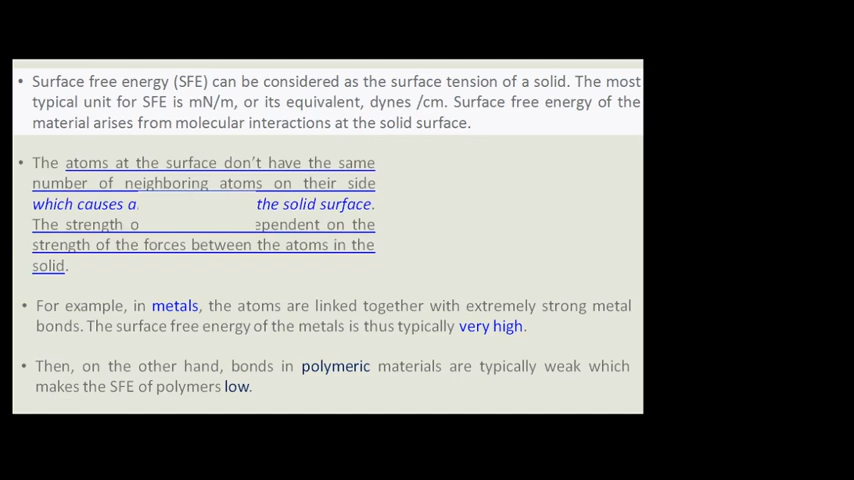 • Surface free energy (SFE) can be considered as the surface tension of a solid. The most
typical unit for SFE is mN/m, or its equivalent, dynes /cm. Surface free energy of the
material arises from molecular interactions at the solid surface.
• The atoms at the surface don't have the same
number of neighboring atoms on their side
which causes the solid surface.
The strength on the
strength of the forces between the atoms in the
solid.
• For example, in metals, the atoms are linked together with extremely strong metal
bonds. The surface free energy of the metals is thus typically very high.
• Then, on the other hand, bonds in polymeric materials are typically weak which
makes the SFE of polymers low.